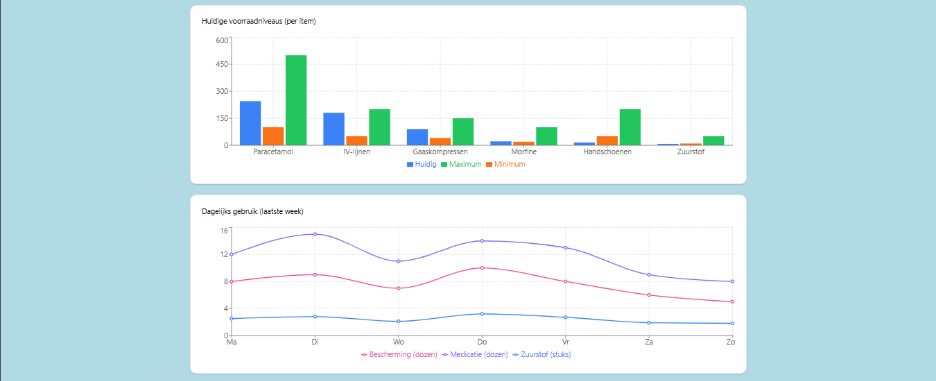 Huidige voorraadniveaus (per item)
600
450
300
150
0
Paracetamol IV-lijnen Gaaskompressen Morfine Handschoenen Zuurstof
Huidig Maximum Minimum
Dagelijks gebruik (laatste week)
16
12
8
4
0
Ma Di Wo Do Vr Za Zo
Bescherming (dozen) Medicatie (dozen) Zuurstof (stuks)